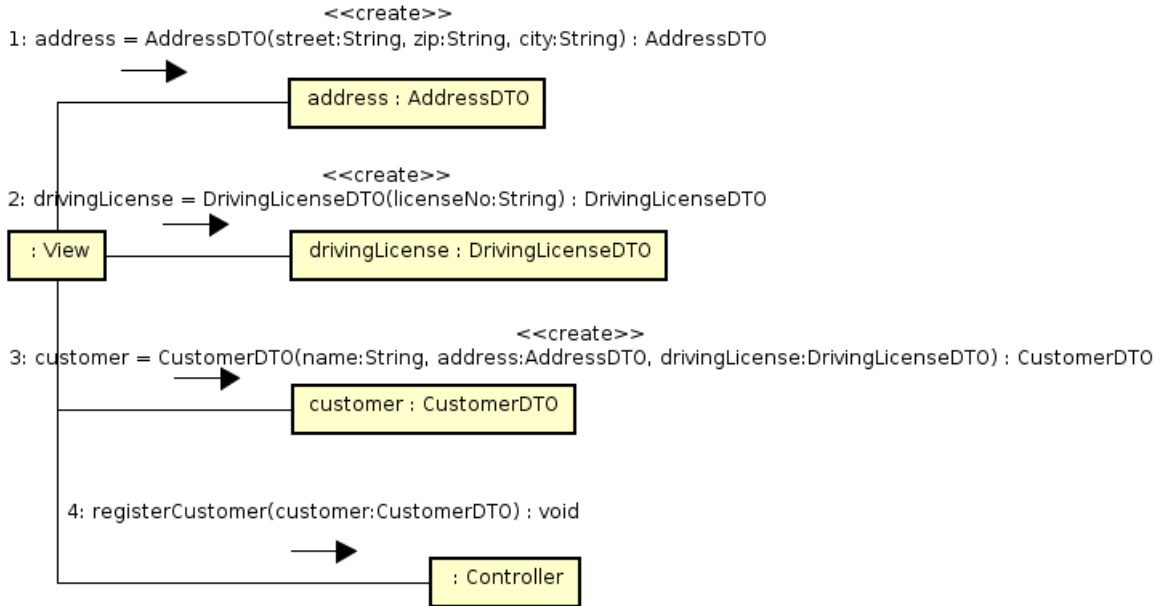 <<create>>
1: address = AddressDTO(street:String, zip:String, city:String) : AddressDTO
address : AddressDTO
<<create>>
2: drivingLicense = DrivingLicenseDTO(licenseNo:String) : DrivingLicenseDTO
: View
drivingLicense : DrivingLicenseDTO
<<create>>
3: customer = CustomerDTO(name:String, address:AddressDTO, drivingLicense:DrivingLicenseDTO) : CustomerDTO
customer : CustomerDTO
4: registerCustomer(customer:CustomerDTO) : void
: Controller